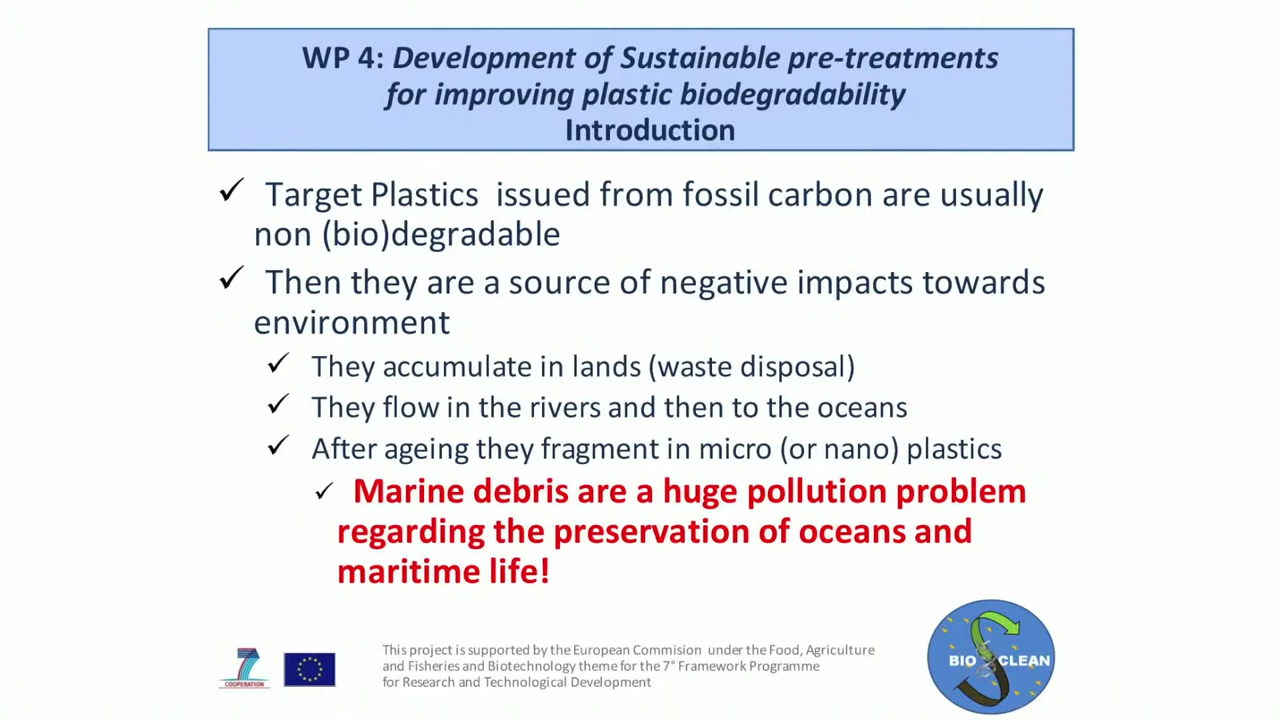 WP 4: Development of Sustainable pre-treatments
for improving plastic biodegradability
Introduction
✓ Target Plastics issued from fossil carbon are usually
non (bio)degradable
✓ Then they are a source of negative impacts towards
environment
✓ They accumulate in lands (waste disposal)
✓ They flow in the rivers and then to the oceans
✓ After ageing they fragment in micro (or nano) plastics
✓ Marine debris are a huge pollution problem
regarding the preservation of oceans and
maritime life!
7
COOPERATION
This project is supported by the European Commision under the Food, Agriculture
and Fisheries and Biotechnology theme for the 7° Framework Programme
for Research and Technological Development
BIO CLEAN